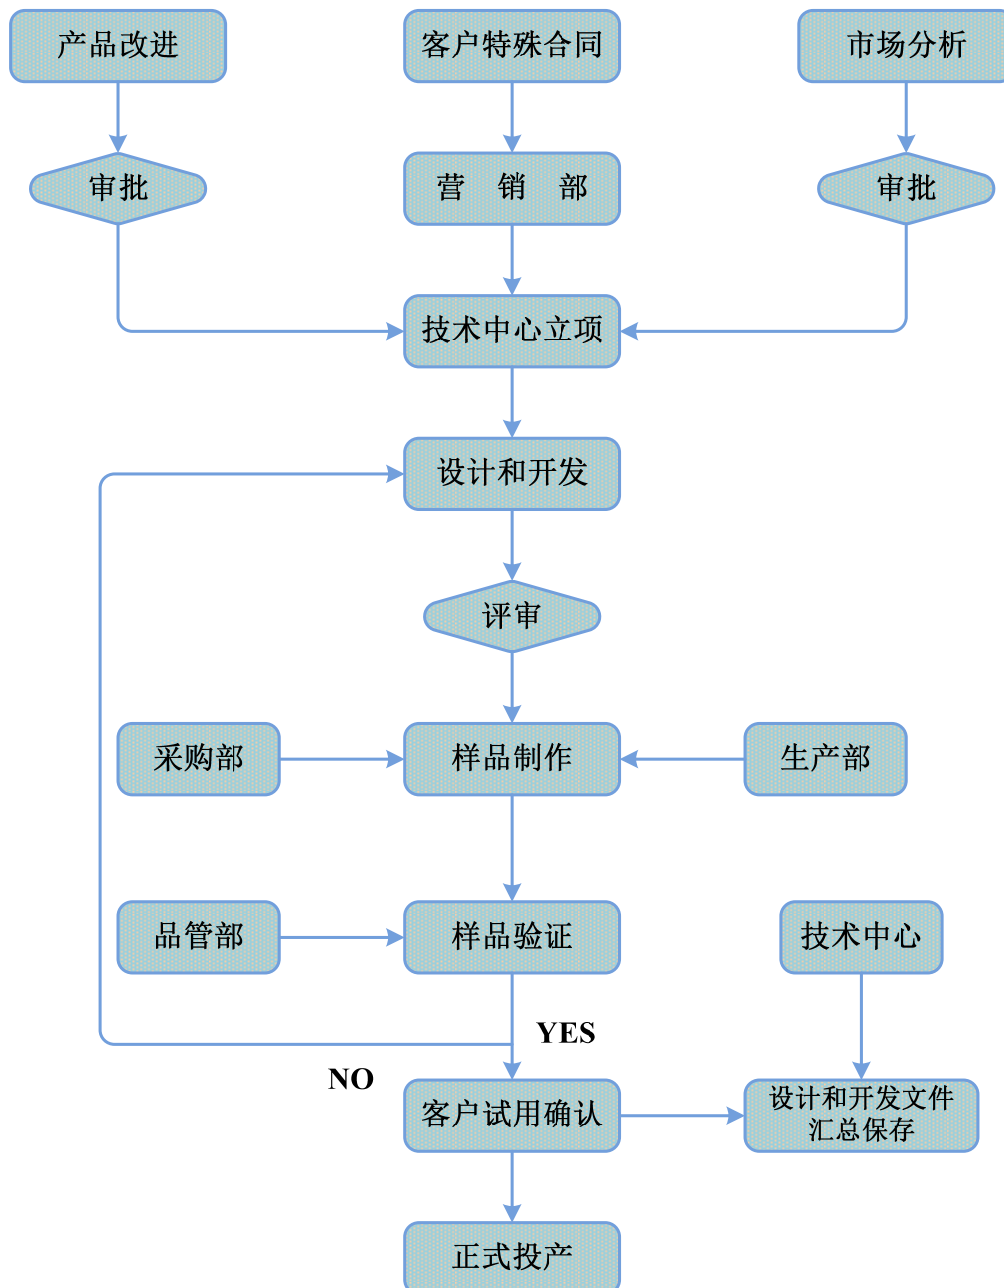 产品改进
客户特殊合同
市场分析
审批
营 销 部
审批
技术中心立项
设计和开发
评审
采购部
样品制作
生产部
品管部
样品验证
技术中心
YES
NO
客户试用确认
设计和开发文件
汇总保存
正式投产